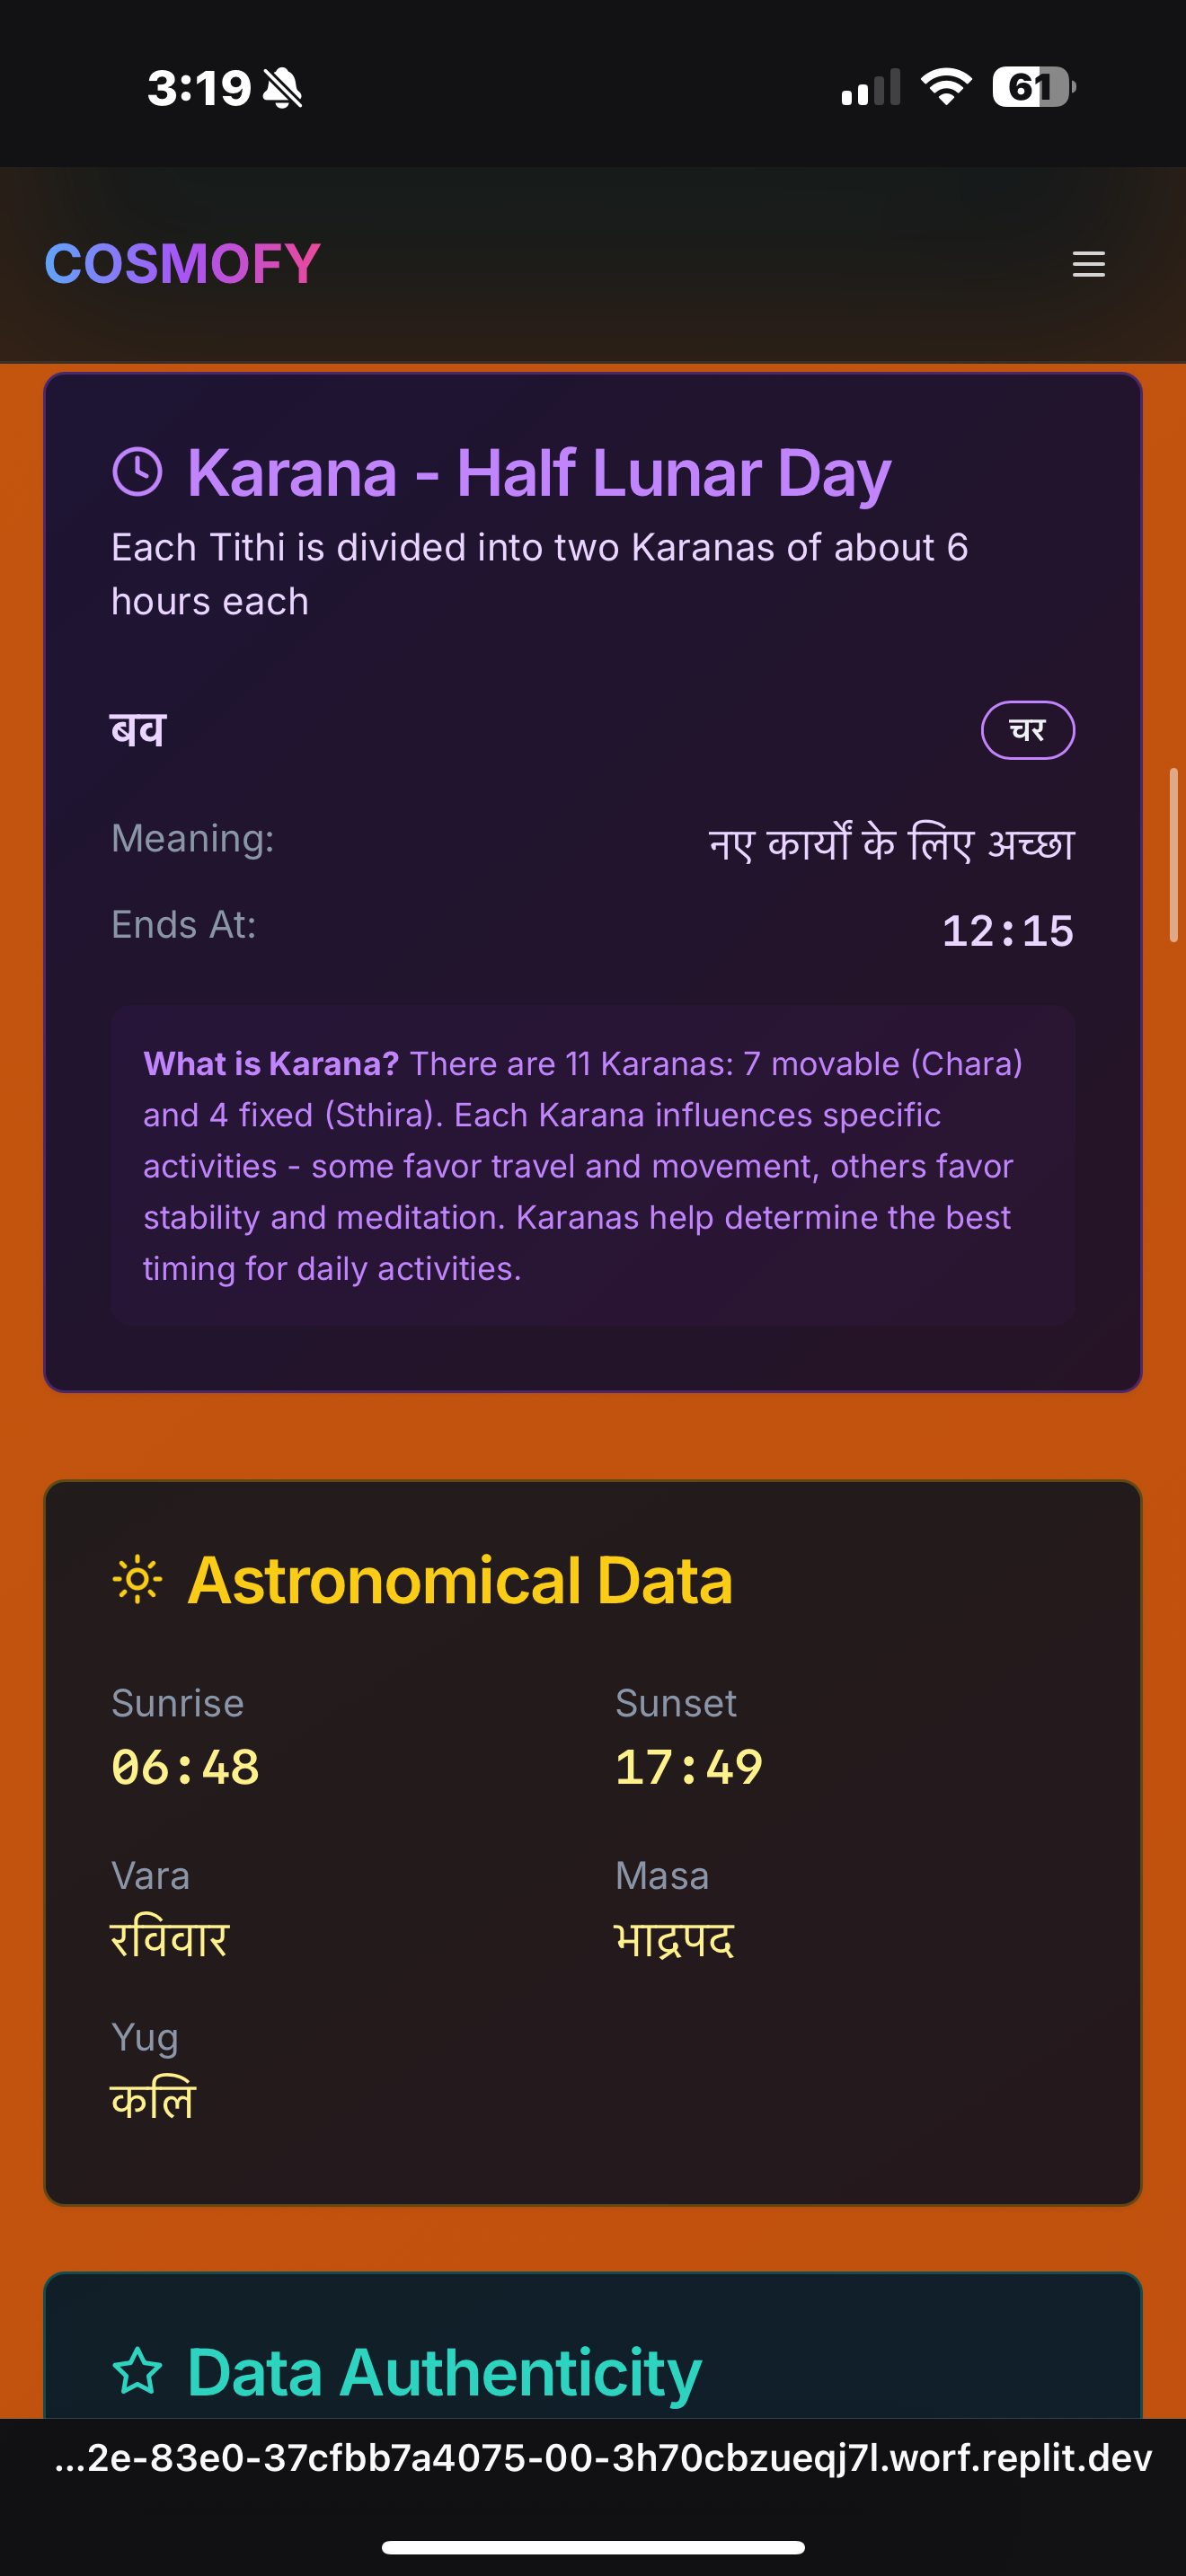 3:19
61
COSMOFY
Karana - Half Lunar Day
Each Tithi is divided into two Karanas of about 6
hours each
बव
चर
Meaning:
नए कार्यों के लिए अच्छा
Ends At:
12:15
What is Karana? There are 11 Karanas: 7 movable (Chara)
and 4 fixed (Sthira). Each Karana influences specific
activities - some favor travel and movement, others favor
stability and meditation. Karanas help determine the best
timing for daily activities.
Astronomical Data
Sunrise
Sunset
06:48
17:49
Vara
Masa
रविवार
भाद्रपद
Yug
कलि
Data Authenticity
...2e-83e0-37cfbb7a4075-00-3h70cbzueqj7l.worf.replit.dev